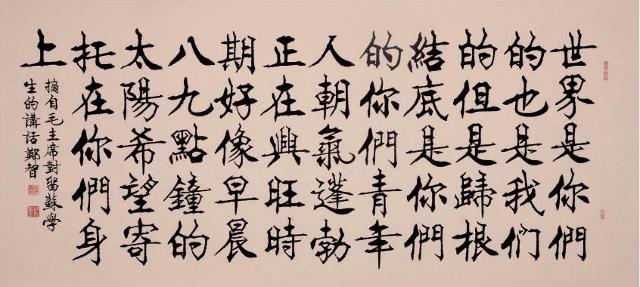 世界是你們
的也是我们
的但是歸根
結底是你們
的你們青年
人朝氣蓬勃
正在興旺時
期好像早晨
八九點鐘的
太陽希望寄
托在你們身
上
摘自毛主席對留蘇學
生的講話鄭智